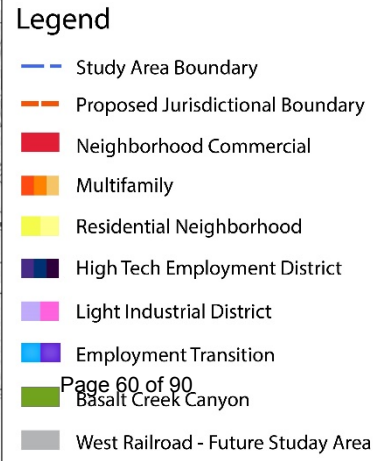 Legend
Study Area Boundary
Proposed Jurisdictional Boundary
Neighborhood Commercial
Multifamily
Residential Neighborhood
High Tech Employment District
Light Industrial District
Employment Transition
Page 60 of 90
Basalt Creek Canyon
West Railroad - Future Studay Area